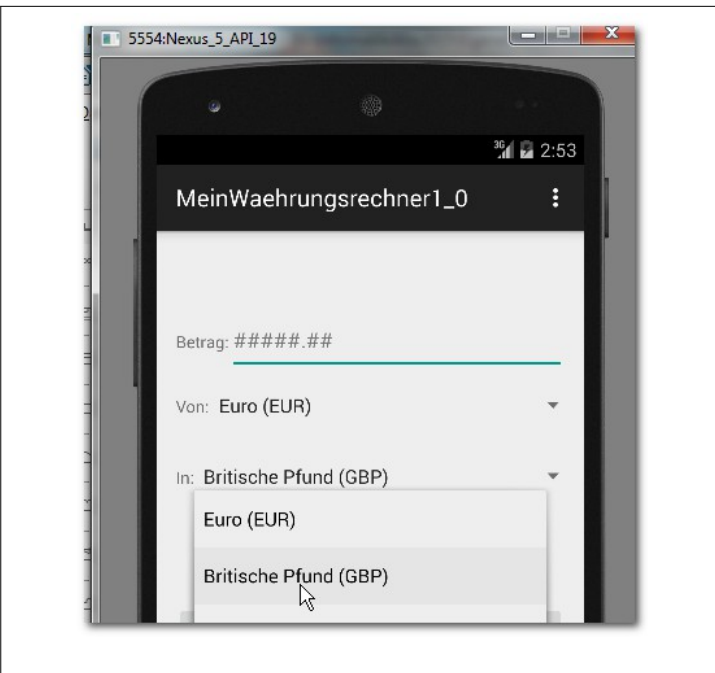 5554:Nexus_5_API_19
3G 2:53
MeinWaehrungsrechner1_0
Betrag: #####.##
Von: Euro (EUR)
In: Britische Pfund (GBP)
Euro (EUR)
Britische Pfund (GBP)